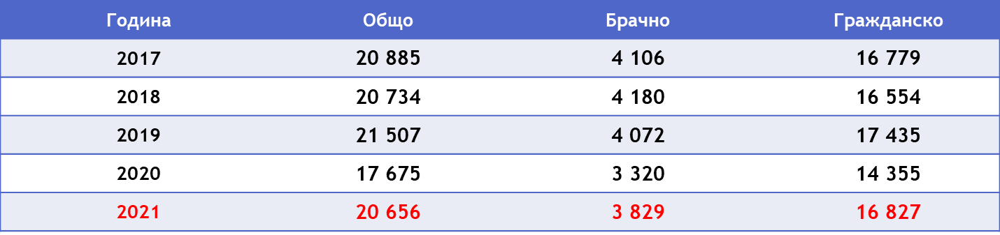 Година Общо Брачно Гражданско
2017 20 885 4 106 16 779
2018 20 734 4 180 16 554
2019 21 507 4 072 17 435
2020 17 675 3 320 14 355
2021 20 656 3 829 16 827